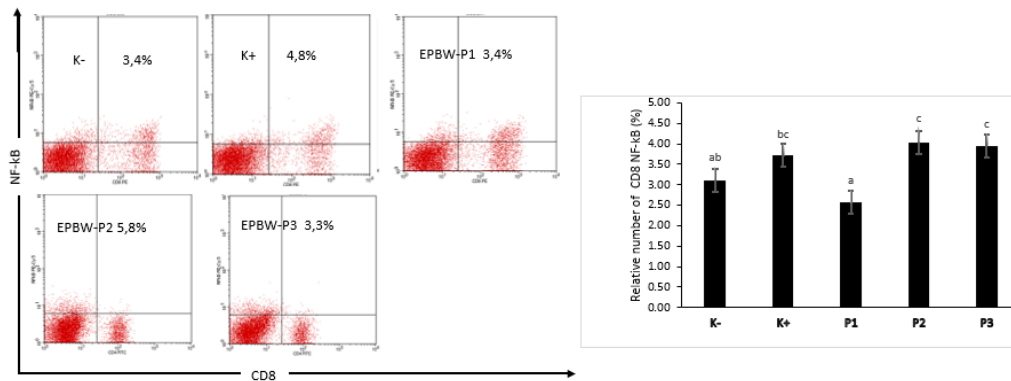 K- 3,4%
K+ 4,8%
EPBW-P1 3,4%
NF-kB
EPBW-P2 5,8%
EPBW-P3 3,3%
CD8
Relative number of CD8 NF-kB (%)
5.00
4.50
4.00
3.50
3.00
2.50
2.00
1.50
1.00
0.50
0.00
ab
bc
a
c
c
K- K+ P1 P2 P3